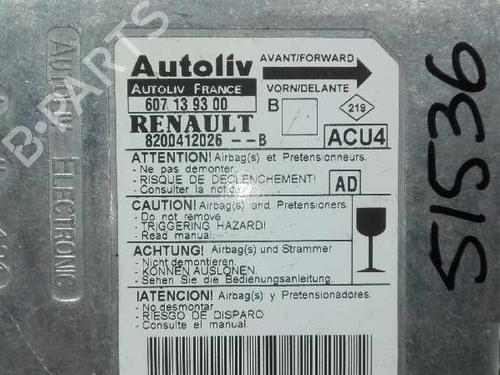 Autoliv
AUTOLIV FRANCE
607 13 93 00
RENAULT
8200412026 --B
AVANT/FORWARD
VORN/DELANTE
B
219
ACU4
ATTENTION! Airbag(s) et Pretensionneurs.
- Ne pas demonter.
- RISQUE DE DECLENCHEMENT!
- Consulter la notice
AD
CAUTION! Airbag(s) and Pretensioners.
- Do not remove
- TRIGGERING HAZARD!
- Read manual.
ACHTUNG! Airbag(s) und Strammer
- Nicht demontieren.
- KONNEN AUSLOSEN.
- Sehen Sie die Bedienungsanleitung.
!ATENCION! Airbag(s) y Pretensionadores.
- No desmontar
- RIESGO DE DISPARO
- Consulte el manual.
51536
ELECTRONIC
B-PARTS